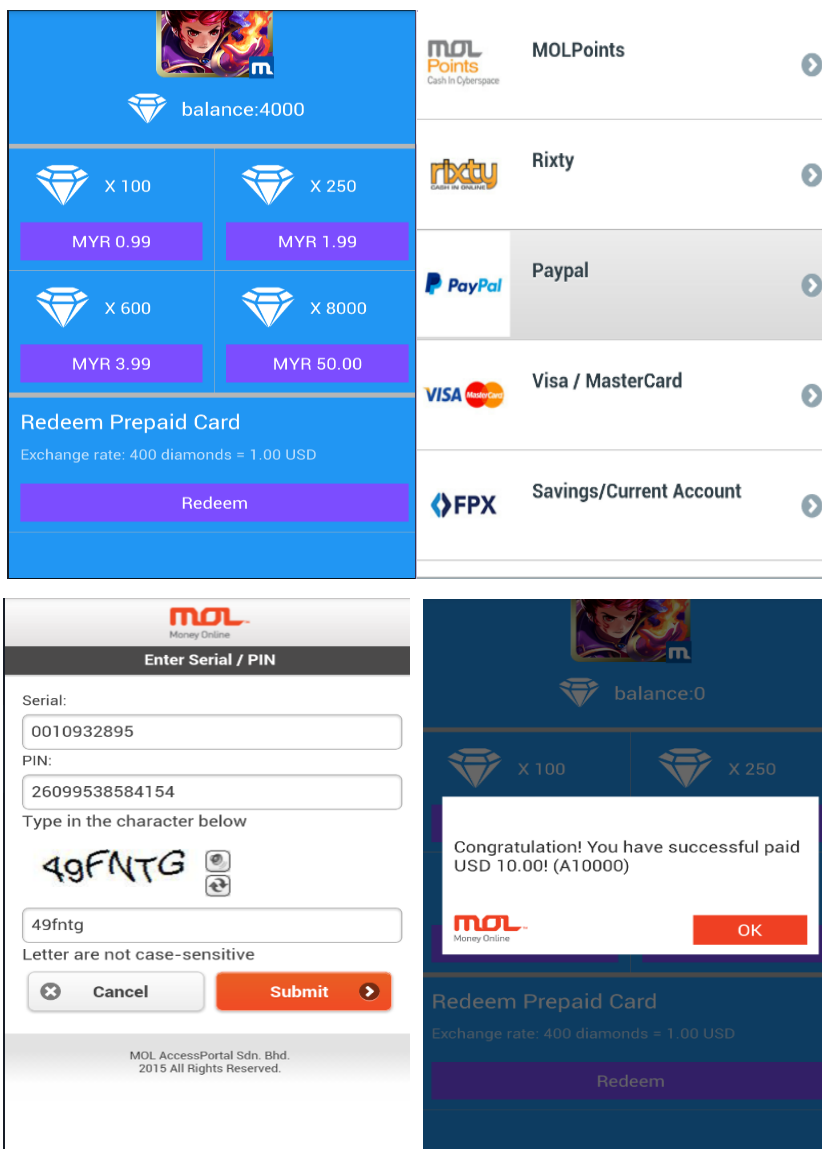 m
balance:4000
X 100
X 250
MYR 0.99
MYR 1.99
X 600
X 8000
MYR 3.99
MYR 50.00
Redeem Prepaid Card
Exchange rate: 400 diamonds = 1.00 USD
Redeem
MOL
Points
Cash In Cyberspace
MOLPoints
rixty
CASH IN ONLINE
Rixty
PayPal
Paypal
VISA MasterCard
Visa / MasterCard
FPX
Savings/Current Account
MOL
Money Online
Enter Serial / PIN
Serial:
0010932895
PIN:
26099538584154
Type in the character below
49FNTG
49fntg
Letter are not case-sensitive
Cancel
Submit
MOL AccessPortal Sdn. Bhd.
2015 All Rights Reserved.
m
balance:0
X 100
X 250
Congratulation! You have successful paid
USD 10.00! (A10000)
MOL
Money Online
OK
Redeem Prepaid Card
Exchange rate: 400 diamonds = 1.00 USD
Redeem